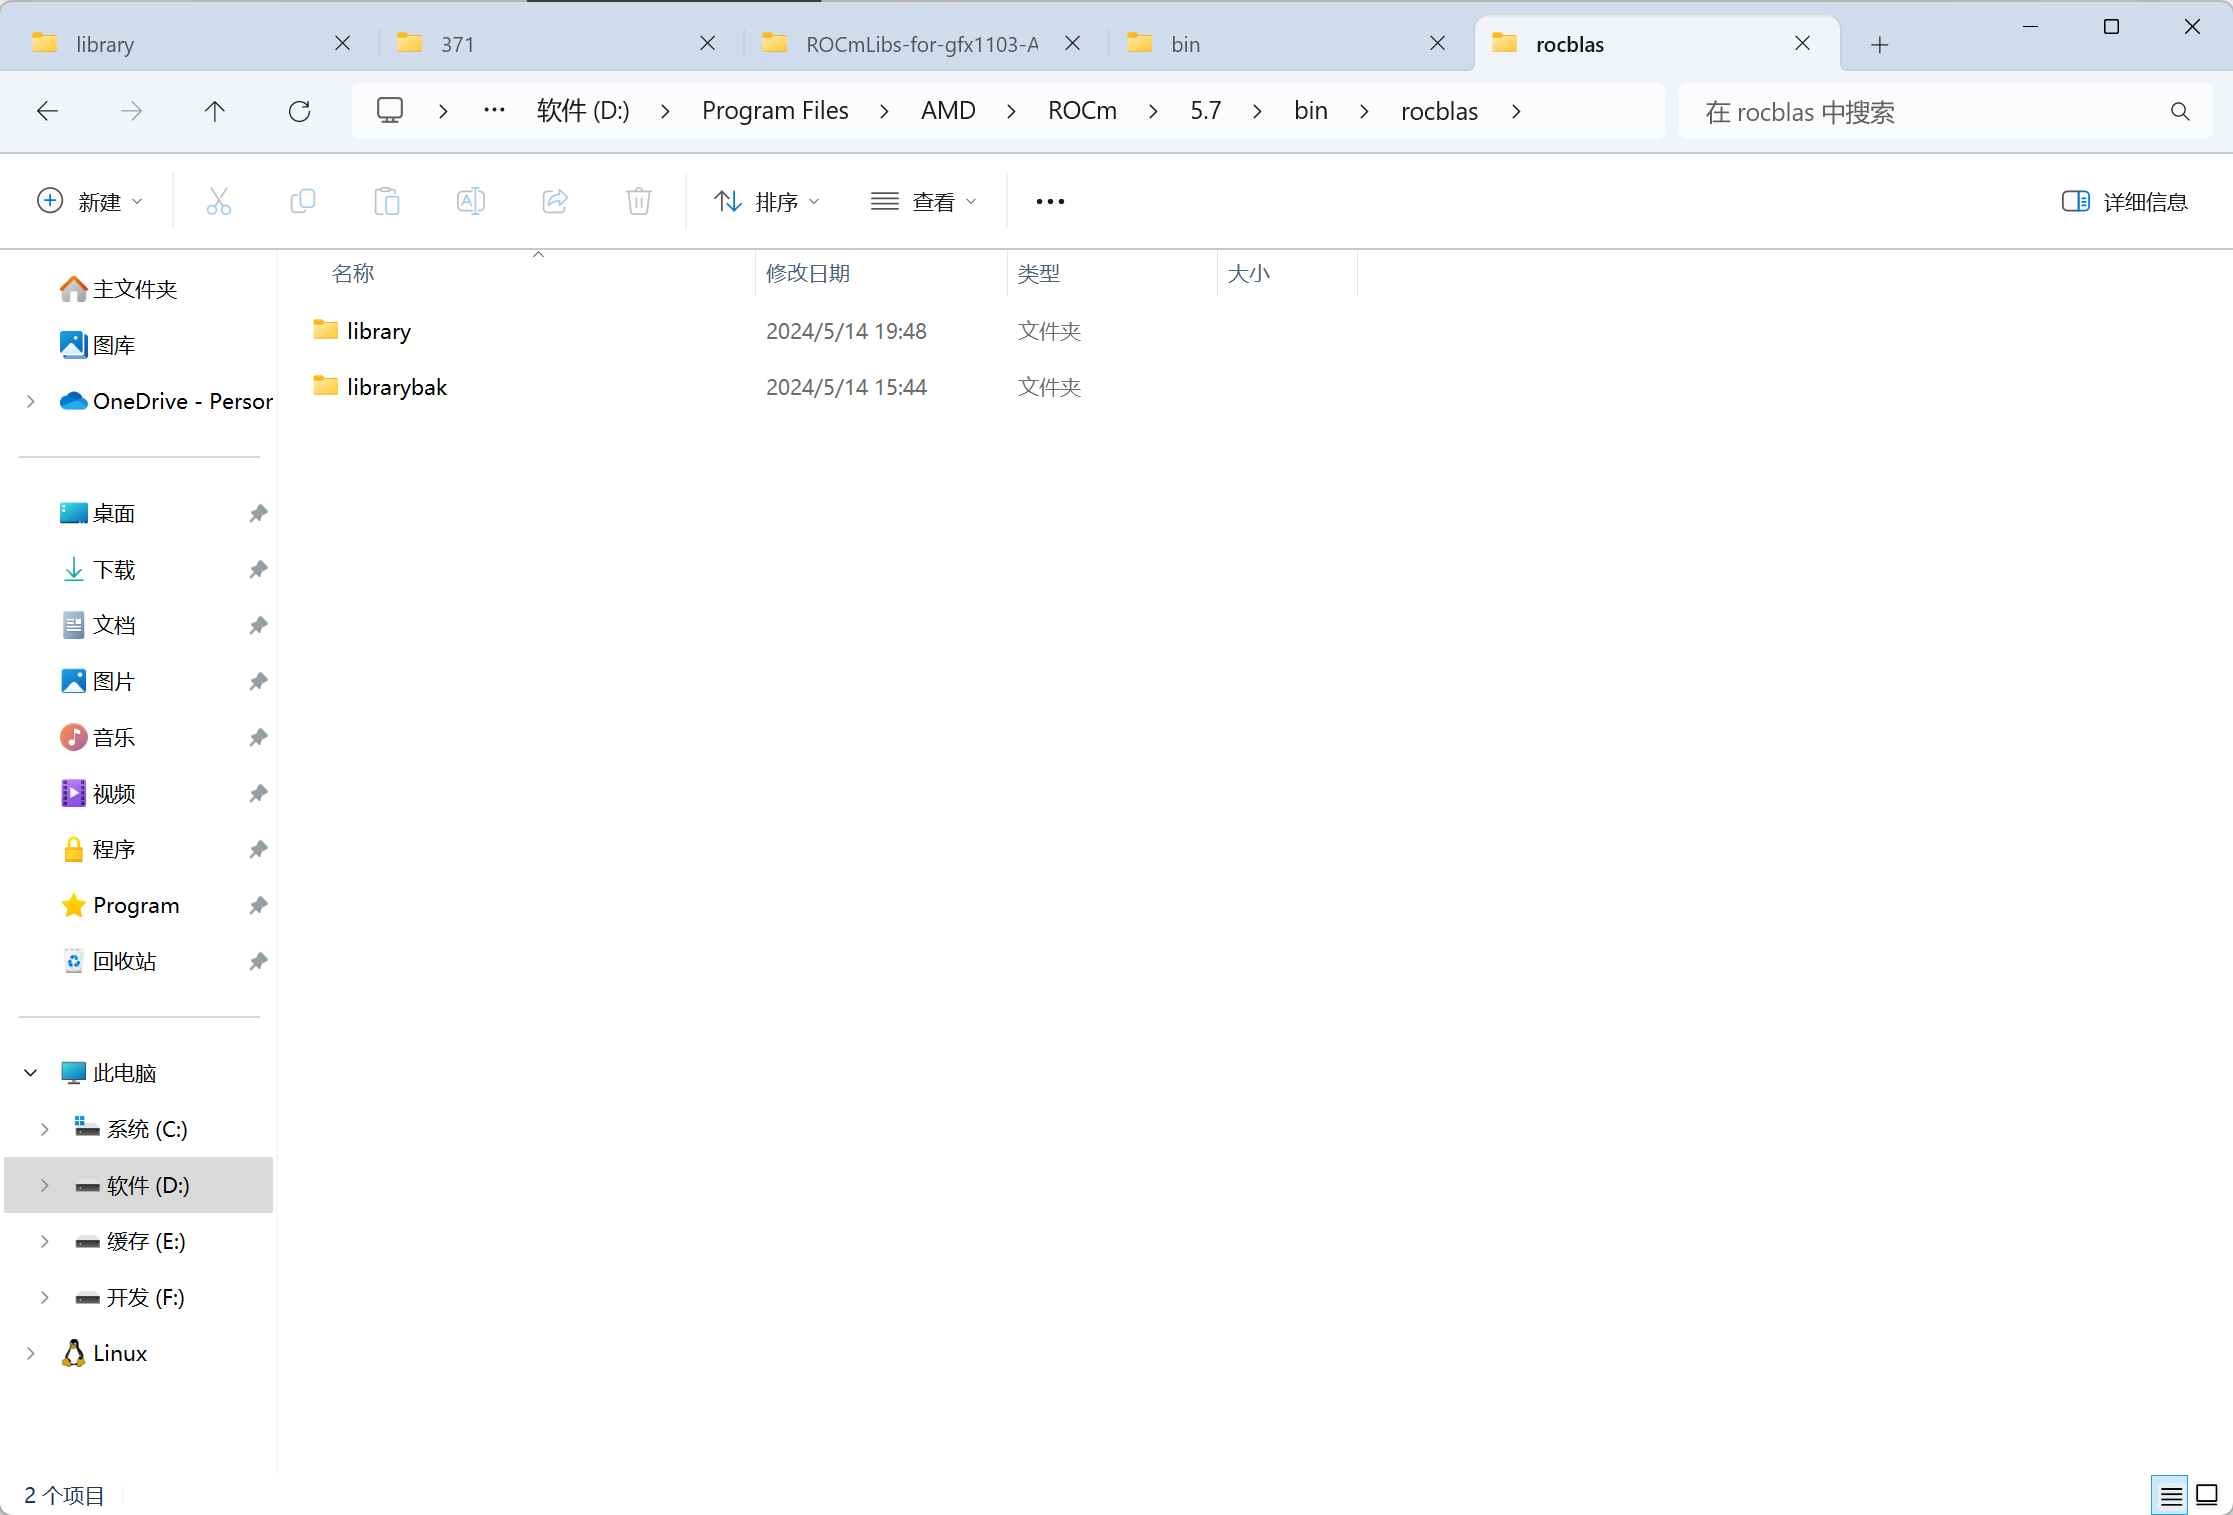 library
371
ROCmLibs-for-gfx1103-A
bin
rocblas
软件 (D:) Program Files AMD ROCm 5.7 bin rocblas
在 rocblas 中搜索
新建 排序 查看 详细信息
名称 修改日期 类型 大小
library 2024/5/14 19:48 文件夹
librarybak 2024/5/14 15:44 文件夹
主文件夹
图库
OneDrive - Person
桌面
下载
文档
图片
音乐
视频
程序
Program
回收站
此电脑
系统 (C:)
软件 (D:)
缓存 (E:)
开发 (F:)
Linux
2 个项目